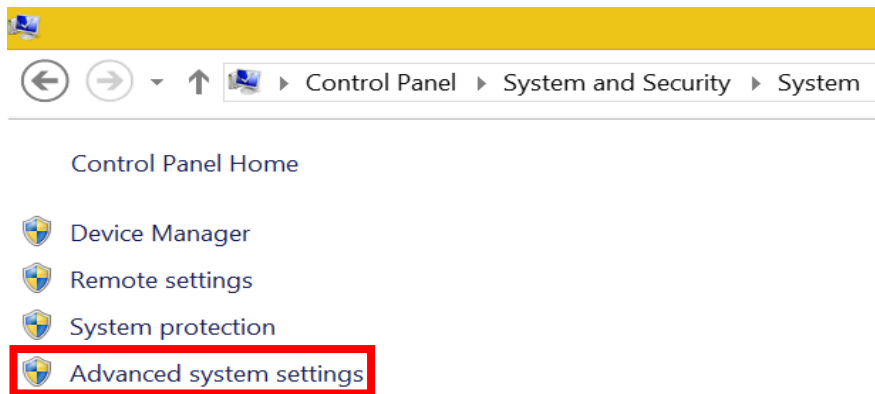 Control Panel System and Security System
Control Panel Home
Device Manager
Remote settings
System protection
Advanced system settings